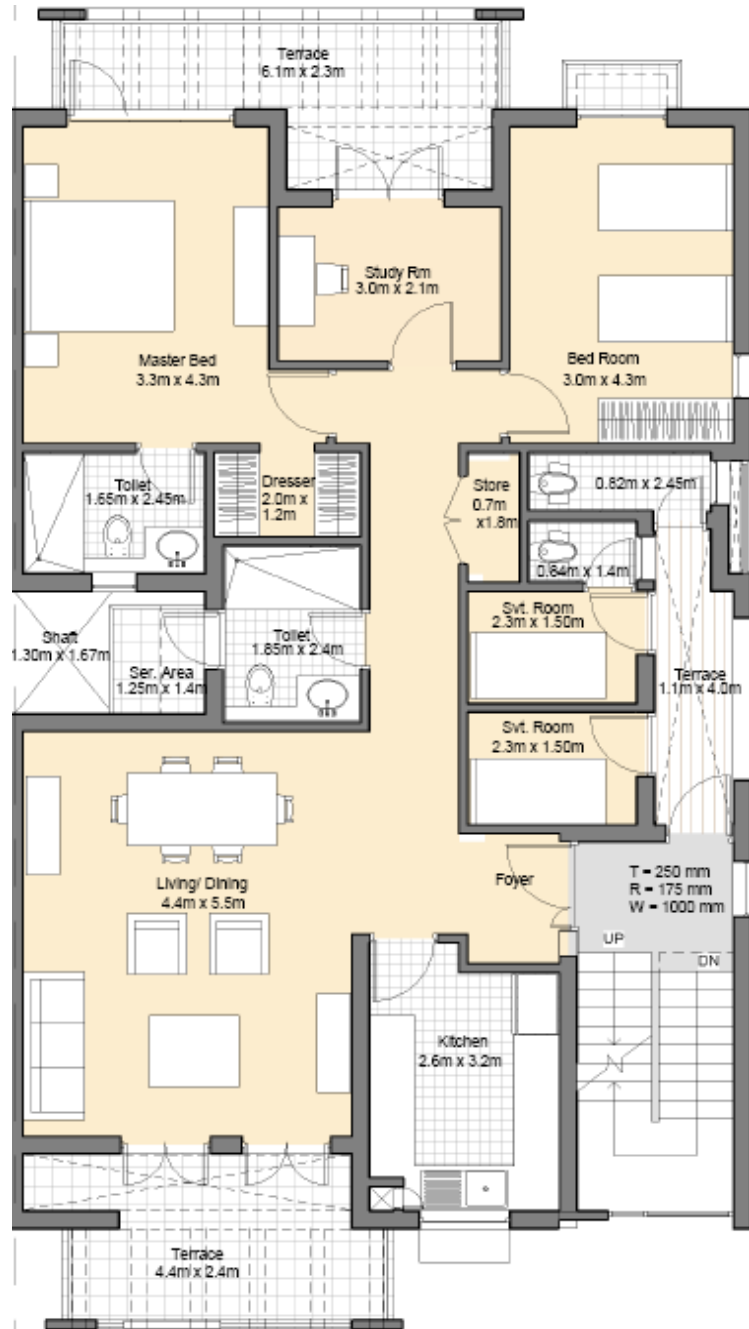 Terrace
6.1m x 2.3m
Study Rm
3.0m x 2.1m
Master Bed
3.3m x 4.3m
Bed Room
3.0m x 4.3m
Toilet
1.65m x 2.45m
Dresser
2.0m x
1.2m
Store
0.7m
x1.8m
0.82m x 2.45m
0.84m x 1.4m
Svt. Room
2.3m x 1.50m
Shaft
1.30m x 1.67m
Ser. Area
1.25m x 1.4m
Toilet
1.85m x 2.4m
Terrace
1.1m x 4.0m
Svt. Room
2.3m x 1.50m
Living/ Dining
4.4m x 5.5m
Foyer
T = 250 mm
R = 175 mm
W = 1000 mm
UP
DN
Kitchen
2.6m x 3.2m
Terrace
4.4m x 2.4m